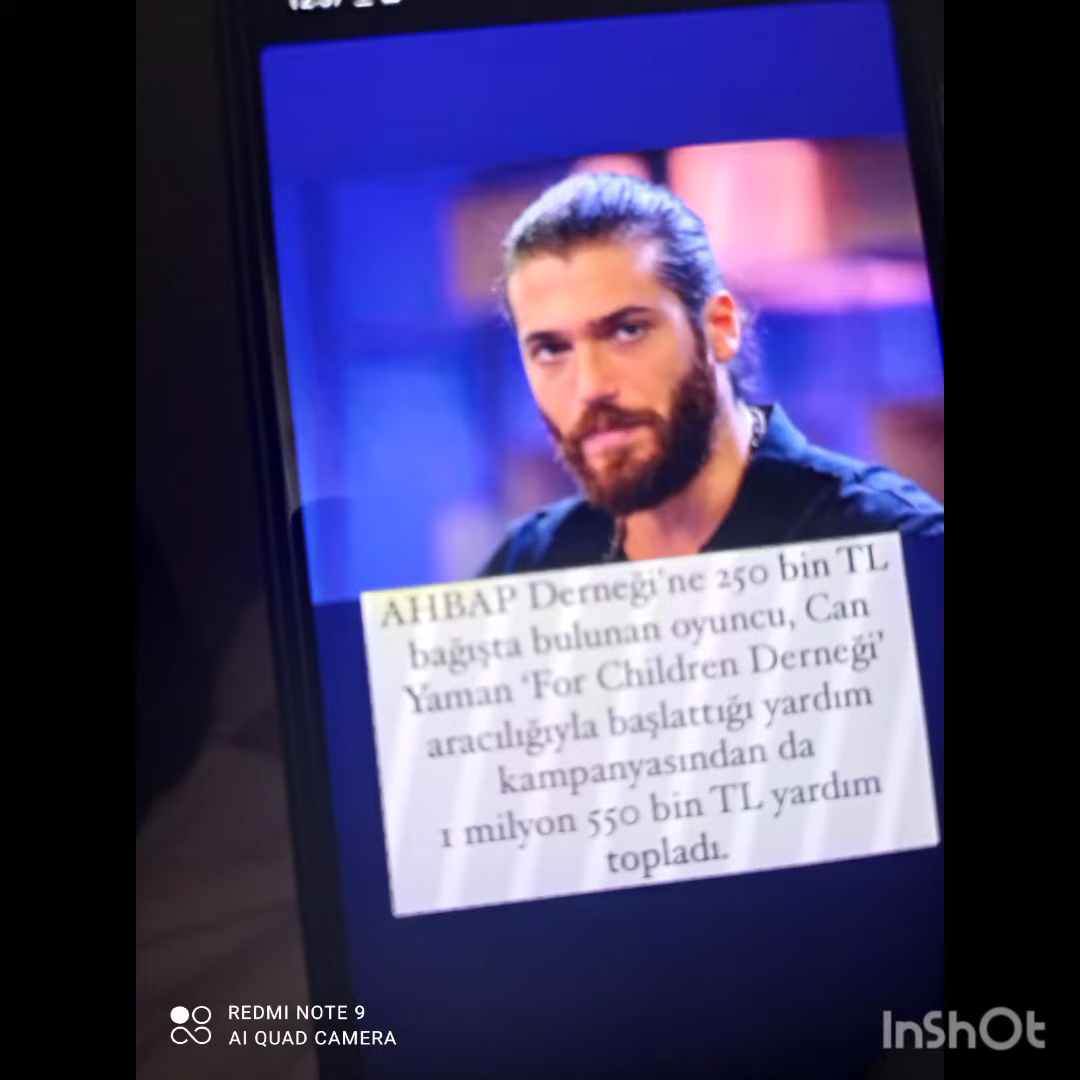 AHBAP Derneği'ne 250 bin TL
bağışta bulunan oyuncu, Can
Yaman 'For Children Derneği'
aracılığıyla başlattığı yardım
kampanyasından da
1 milyon 550 bin TL yardım
topladı.
REDMI NOTE 9
AI QUAD CAMERA
InShOt